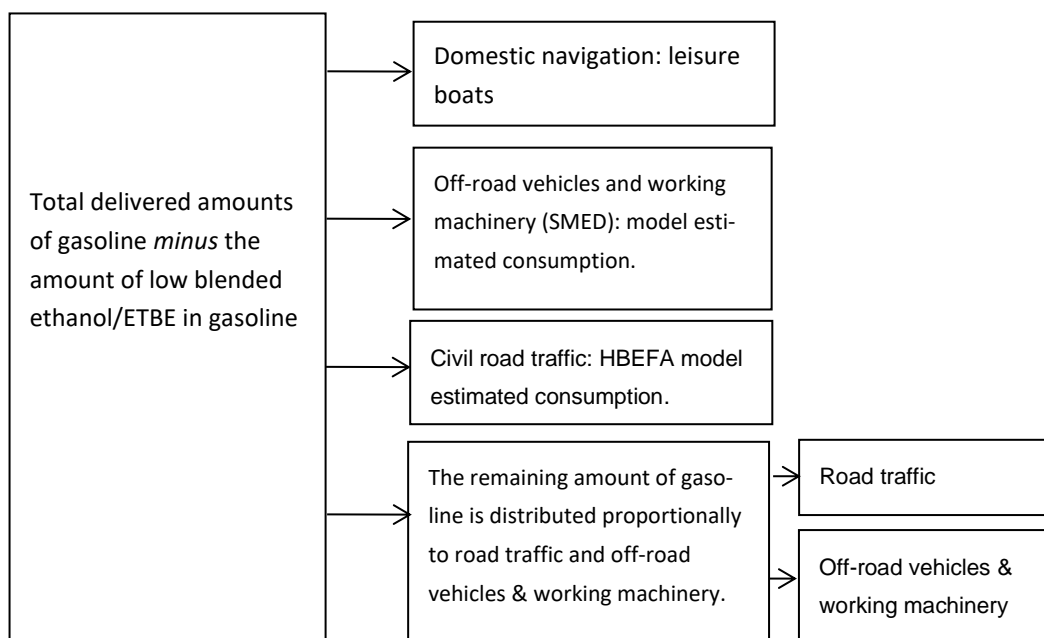 Total delivered amounts
of gasoline minus the
amount of low blended
ethanol/ETBE in gasoline
Domestic navigation: leisure
boats
Off-road vehicles and working
machinery (SMED): model esti-
mated consumption.
Civil road traffic: HBEFA model
estimated consumption.
The remaining amount of gaso-
line is distributed proportionally
to road traffic and off-road
vehicles & working machinery.
Road traffic
Off-road vehicles &
working machinery